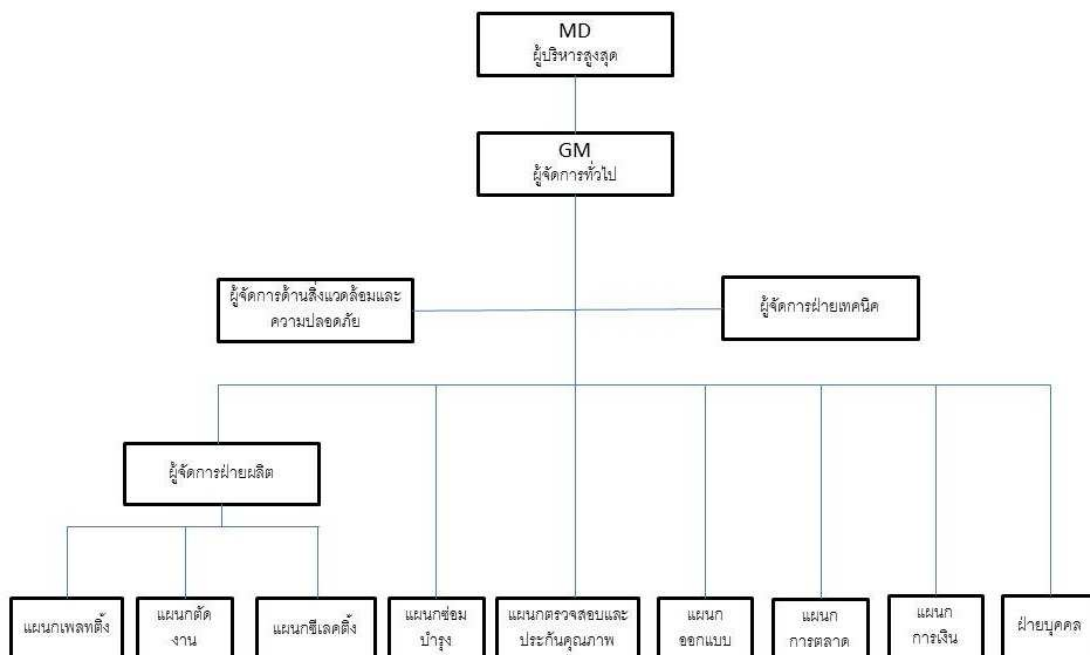 MD
ผู้บริหารสูงสุด
GM
ผู้จัดการทั่วไป
ผู้จัดการด้านสิ่งแวดล้อมและ
ความปลอดภัย
ผู้จัดการฝ่ายเทคนิค
ผู้จัดการฝ่ายผลิต
แผนกเพลทติ้ง
แผนกตัด
งาน
แผนกซีเลคติ้ง
แผนกซ่อม
บำรุง
แผนกตรวจสอบและ
ประกันคุณภาพ
แผนก
ออกแบบ
แผนก
การตลาด
แผนก
การเงิน
ฝ่ายบุคคล